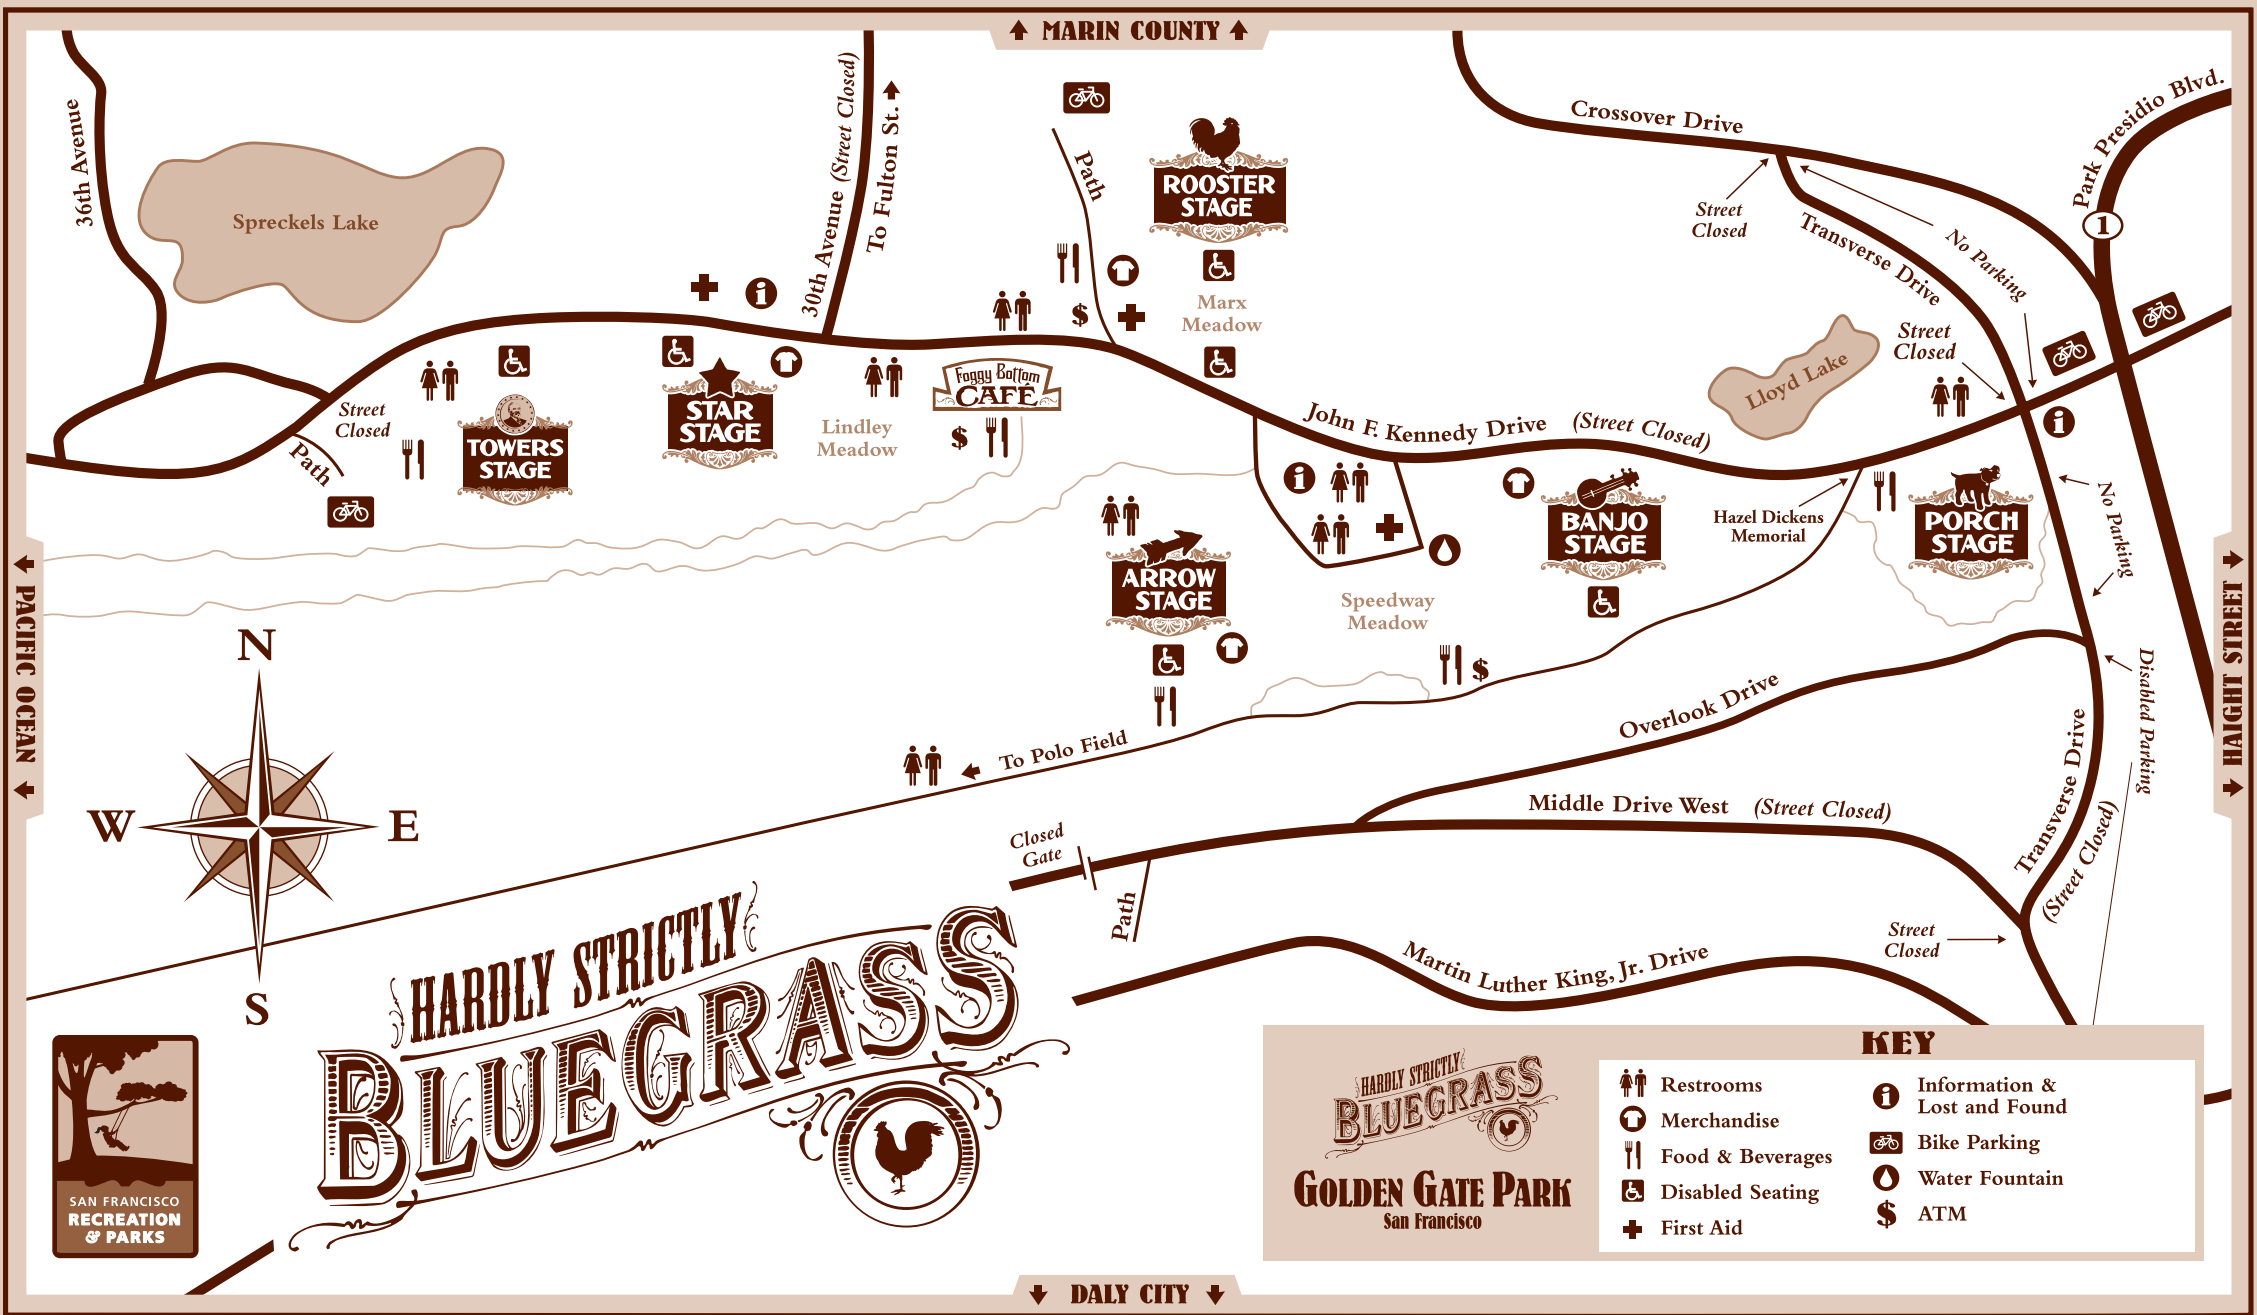 MARIN COUNTY
36th Avenue
Spreckels Lake
30th Avenue (Street Closed)
To Fulton St.
Path
ROOSTER
STAGE
Marx
Meadow
Crossover Drive
Street
Closed
Transverse Drive
No Parking
Park Presidio Blvd.
1
Street
Closed
Lloyd Lake
Street
Closed
Path
TOWERS
STAGE
STAR
STAGE
Lindley
Meadow
Foggy Bottom
CAFÉ
$
$
John F. Kennedy Drive (Street Closed)
i
i
i
ARROW
STAGE
Speedway
Meadow
BANJO
STAGE
Hazel Dickens
Memorial
PORCH
STAGE
No Parking
$
PACIFIC OCEAN
HAIGHT STREET
N
W
E
S
To Polo Field
Overlook Drive
Disabled Parking
Middle Drive West (Street Closed)
Transverse Drive
(Street Closed)
Closed
Gate
Path
Street
Closed
Martin Luther King, Jr. Drive
HARDLY STRICTLY
BLUEGRASS
SAN FRANCISCO
RECREATION
& PARKS
HARDLY STRICTLY
BLUEGRASS
GOLDEN GATE PARK
San Francisco
KEY
Restrooms
Merchandise
Food & Beverages
Disabled Seating
First Aid
i
Information &
Lost and Found
Bike Parking
Water Fountain
$
ATM
DALY CITY